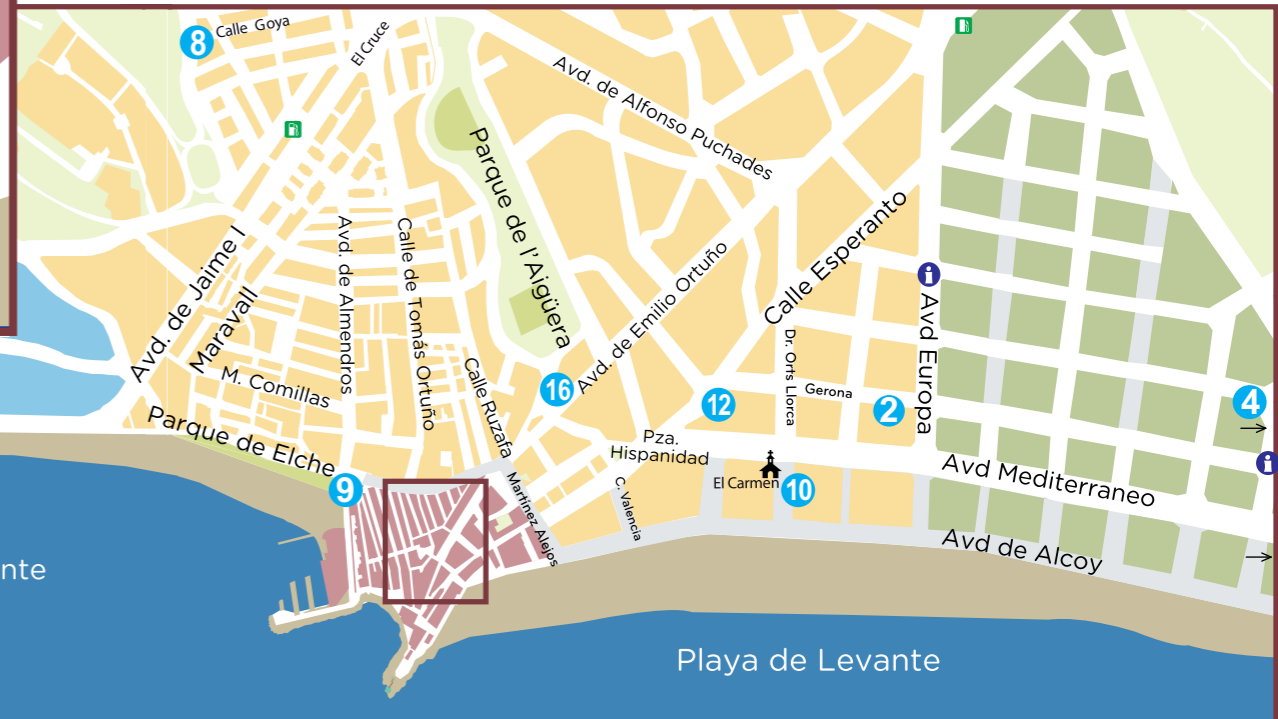 8
Calle Goya
El Cruce
Avd. de Alfonso Puchades
Parque de l'Aigüera
Avd. de Jaime I
Maravall
Avd. de Almendros
Calle de Tomás Ortuño
Avd. de Emilio Ortuño
Calle Esperanto
i
Avd Europa
M. Comillas
Calle Ruzafa
16
12
Dr. Orts Llorca
Gerona
2
4
Parque de Elche
Pza.
Hispanidad
9
Martínez Alejos
C. Valencia
El Carmen
10
Avd Mediterraneo
i
Avd de Alcoy
nte
Playa de Levante